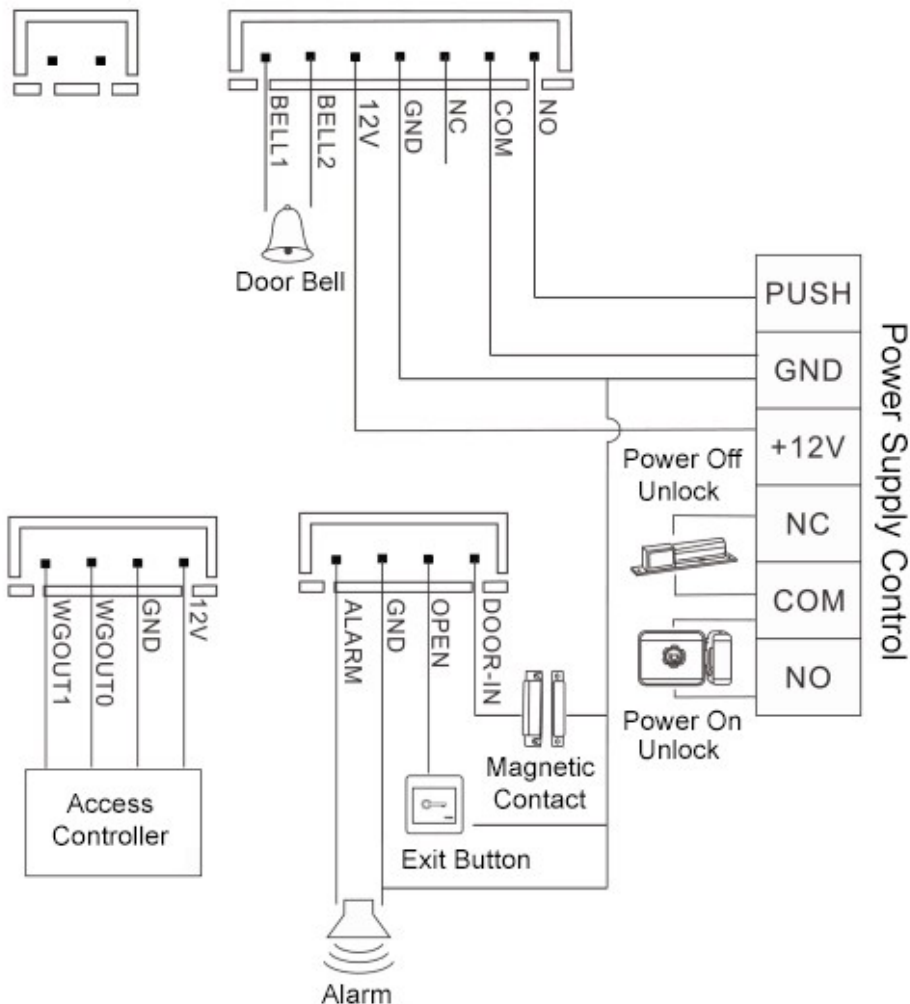 BELL1
BELL2
12V
GND
NC
COM
NO
Door Bell
PUSH
GND
+12V
NC
COM
NO
Power Supply Control
Power Off
Unlock
Power On
Unlock
WGOUT1
WGOUT0
GND
12V
Access
Controller
ALARM
GND
OPEN
DOOR-IN
Magnetic
Contact
Exit Button
Alarm